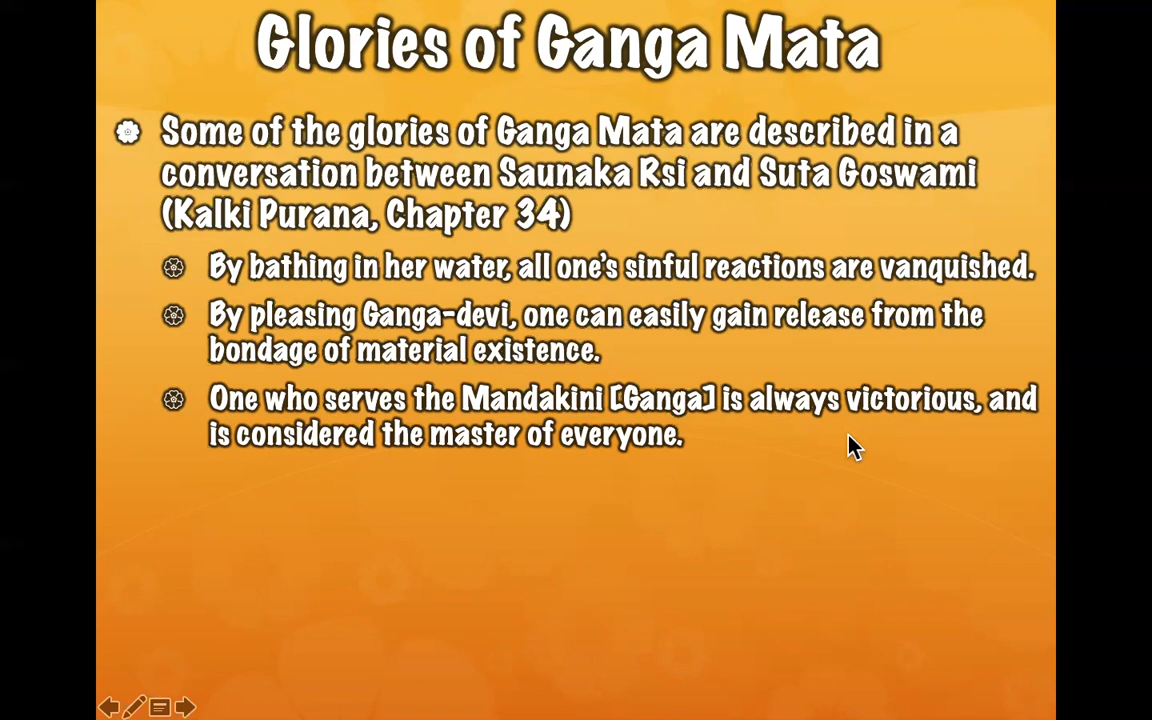 Glories of Ganga Mata
Some of the glories of Ganga Mata are described in a
conversation between Saunaka Rsi and Suta Goswami
(Kalki Purana, Chapter 34)
By bathing in her water, all one's sinful reactions are vanquished.
By pleasing Ganga-devi, one can easily gain release from the
bondage of material existence.
One who serves the Mandakini [Ganga] is always victorious, and
is considered the master of everyone.